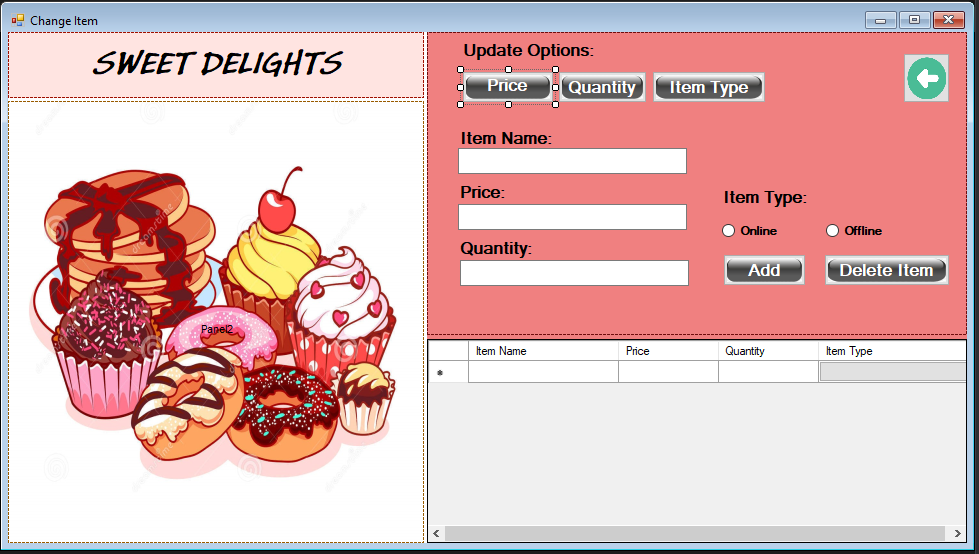 Change Item
SWEET DELIGHTS
Panel2
Update Options:
Price Quantity Item Type
Item Name:
Price:
Item Type:
Online Offline
Quantity:
Add Delete Item
Item Name Price Quantity Item Type